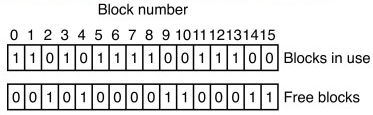 Block number
0 1 2 3 4 5 6 7 8 9 10 11 12 13 14 15
1 1 0 1 0 1 1 1 1 0 0 1 1 1 0 0 Blocks in use
0 0 1 0 1 0 0 0 0 1 1 0 0 0 1 1 Free blocks